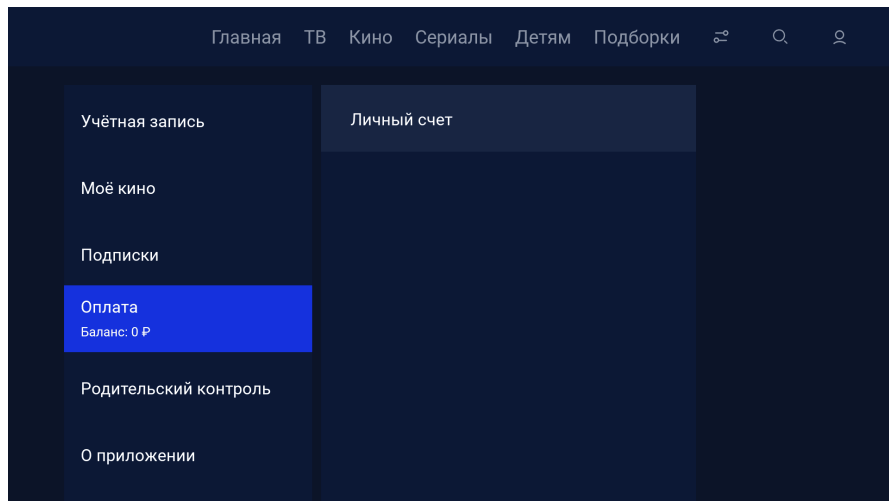 Главная ТВ Кино Сериалы Детям Подборки
Учётная запись
Моё кино
Подписки
Оплата
Баланс: 0 ₽
Родительский контроль
О приложении
Личный счет